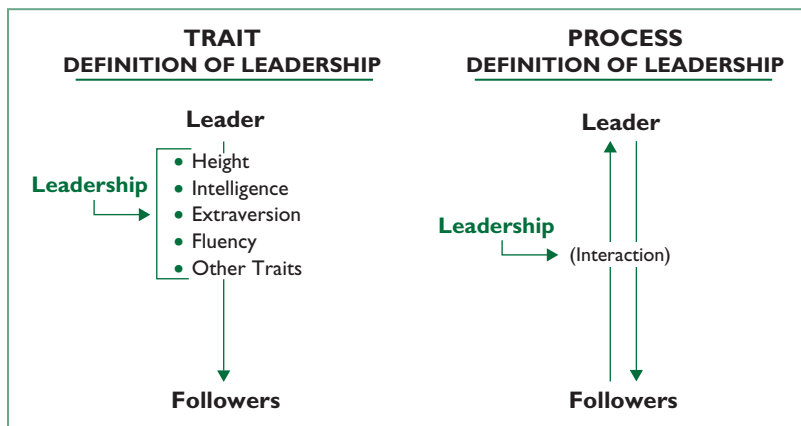 TRAIT
DEFINITION OF LEADERSHIP
Leader
Leadership
• Height
• Intelligence
• Extraversion
• Fluency
• Other Traits
Followers
PROCESS
DEFINITION OF LEADERSHIP
Leader
Leadership
(Interaction)
Followers